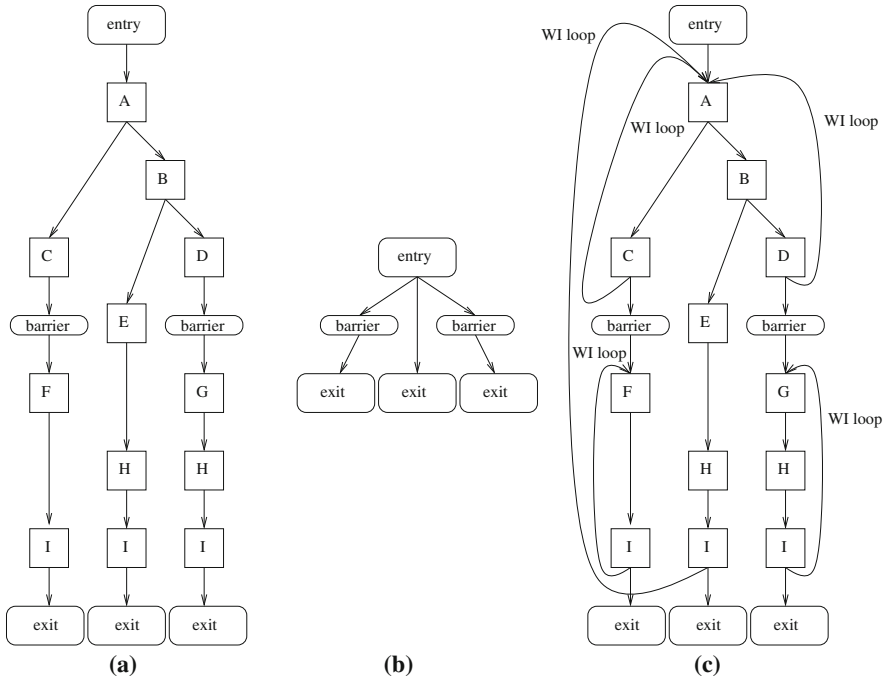 entry
A
B
C
D
barrier
E
barrier
F
G
H
H
I
I
I
exit
exit
exit
(a)
entry
barrier
barrier
exit
exit
exit
(b)
WI loop
entry
A
WI loop
WI loop
B
C
D
barrier
E
barrier
WI loop
F
G
WI loop
H
H
I
I
I
exit
exit
exit
(c)